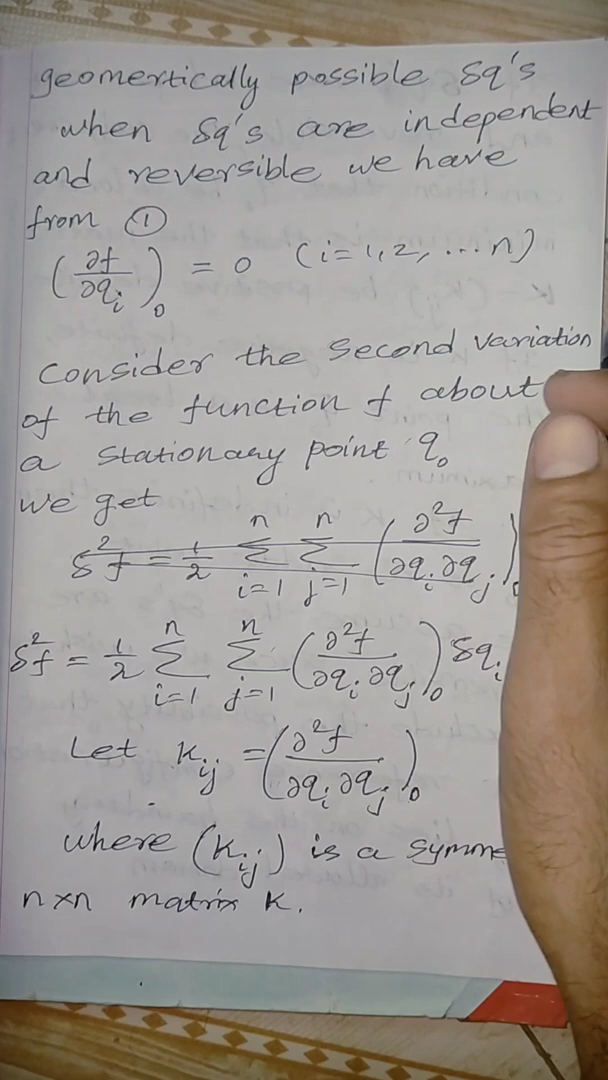 geomertically possible δq's
when δq's are independent
and reversible we have
from ①
(∂f/∂qᵢ)₀ = 0 (i=1,2,...n)
Consider the second variation
of the function f about
a stationary point q₀
we get
δ²f = 1/2 Σⁿᵢ₌₁ Σⁿⱼ₌₁ (∂²f/∂qᵢ∂qⱼ)₀
δ²f = 1/2 Σⁿᵢ₌₁ Σⁿⱼ₌₁ (∂²f/∂qᵢ∂qⱼ)₀ δqᵢ
Let Kᵢⱼ = (∂²f/∂qᵢ∂qⱼ)₀
where (Kᵢⱼ) is a symme
n×n matrix K.